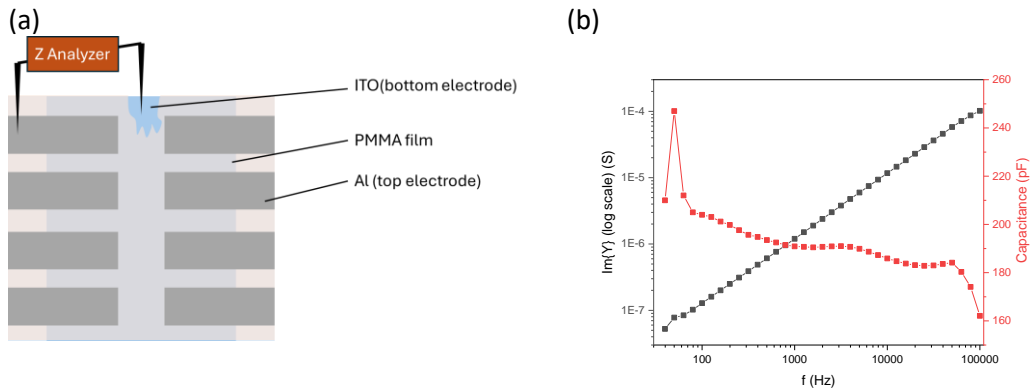 (a)
Z Analyzer
ITO(bottom electrode)
PMMA film
Al (top electrode)
(b)
Im{Y} (log scale) (S)
1E-4
1E-5
1E-6
1E-7
100
1000
10000
100000
f (Hz)
260
240
220
200
180
160
Capacitance (pF)